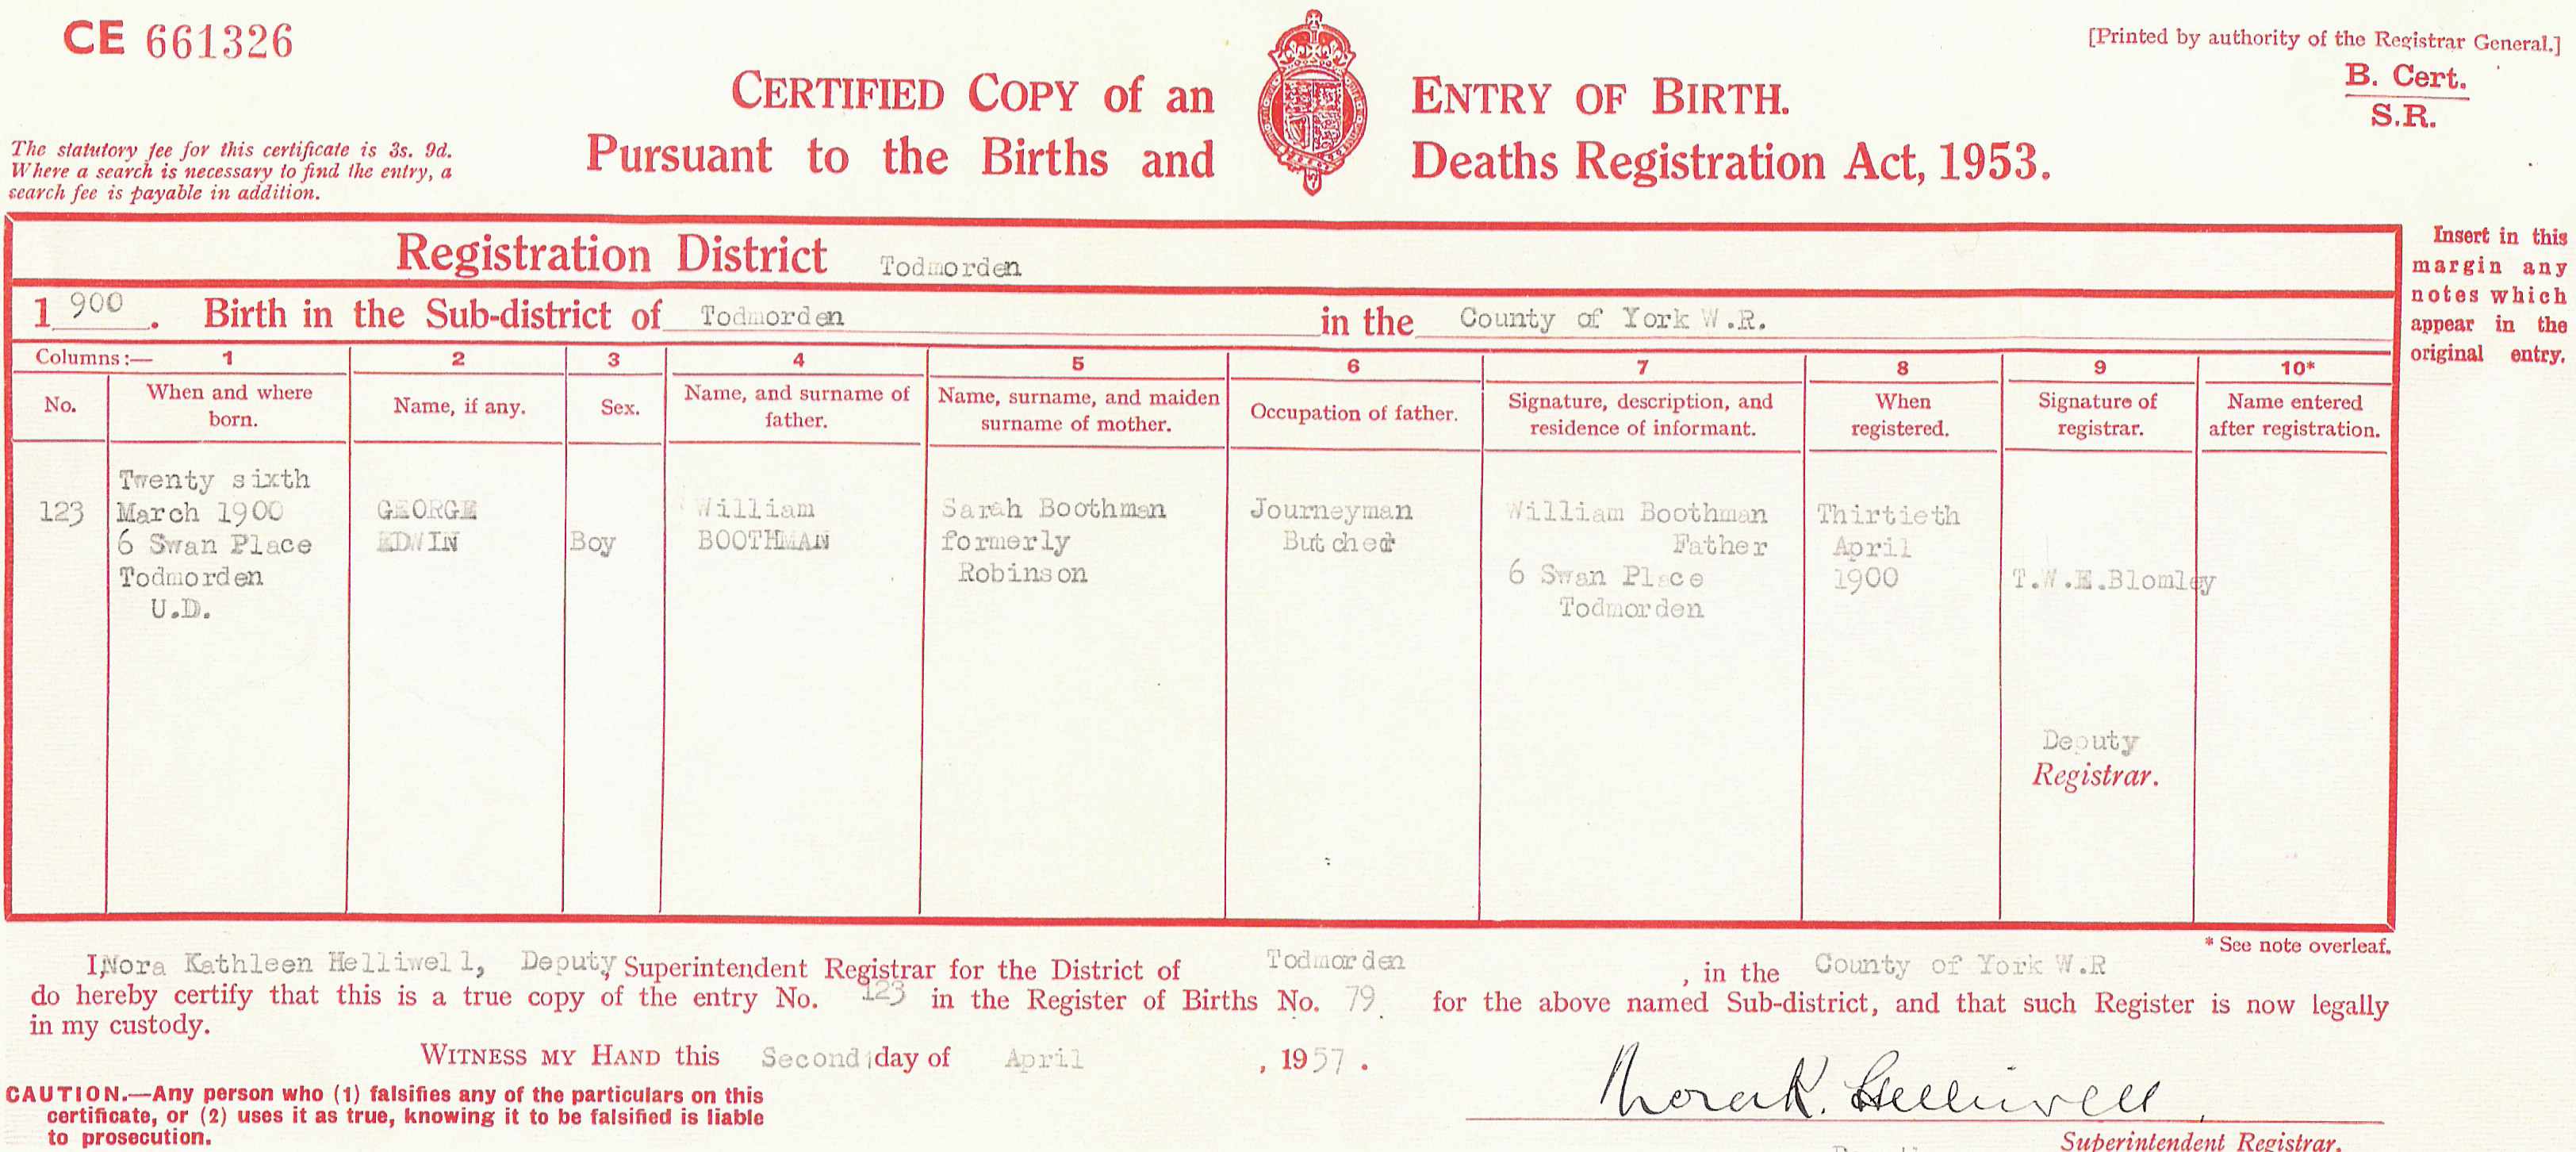 CE 661326
[Printed by authority of the Registrar General.]
B. Cert.
S.R.
CERTIFIED COPY of an ENTRY OF BIRTH.
Pursuant to the Births and Deaths Registration Act, 1953.
The statutory fee for this certificate is 3s. 9d.
Where a search is necessary to find the entry, a
search fee is payable in addition.
Registration District Todmorden
1 900. Birth in the Sub-district of Todmorden in the County of York W.R.
Insert in this
margin any
notes which
appear in the
original entry.
Columns:— 1 2 3 4 5 6 7 8 9 10*
No.
When and where
born.
Name, if any.
Sex.
Name, and surname of
father.
Name, surname, and maiden
surname of mother.
Occupation of father.
Signature, description, and
residence of informant.
When
registered.
Signature of
registrar.
Name entered
after registration.
123
Twenty sixth
March 1900
6 Swan Place
Todmorden
U.D.
GEORGE
EDWIN
Boy
William
BOOTHMAN
Sarah Boothman
formerly
Robinson
Journeyman
William Boothman
Father
6 Swan Place
Todmorden
Thirtieth
April
1900
T.W.E.Blomley
Deputy
Registrar.
* See note overleaf.
I, Nora Kathleen Helliwell, Deputy Superintendent Registrar for the District of Todmorden, in the County of York W.R
do hereby certify that this is a true copy of the entry No. 123 in the Register of Births No. 79. for the above named Sub-district, and that such Register is now legally
in my custody.
WITNESS MY HAND this Second day of April, 1957.
CAUTION.—Any person who (1) falsifies any of the particulars on this
certificate, or (2) uses it as true, knowing it to be falsified is liable
to prosecution.
Nora K. Helliwell
Superintendent Registrar.